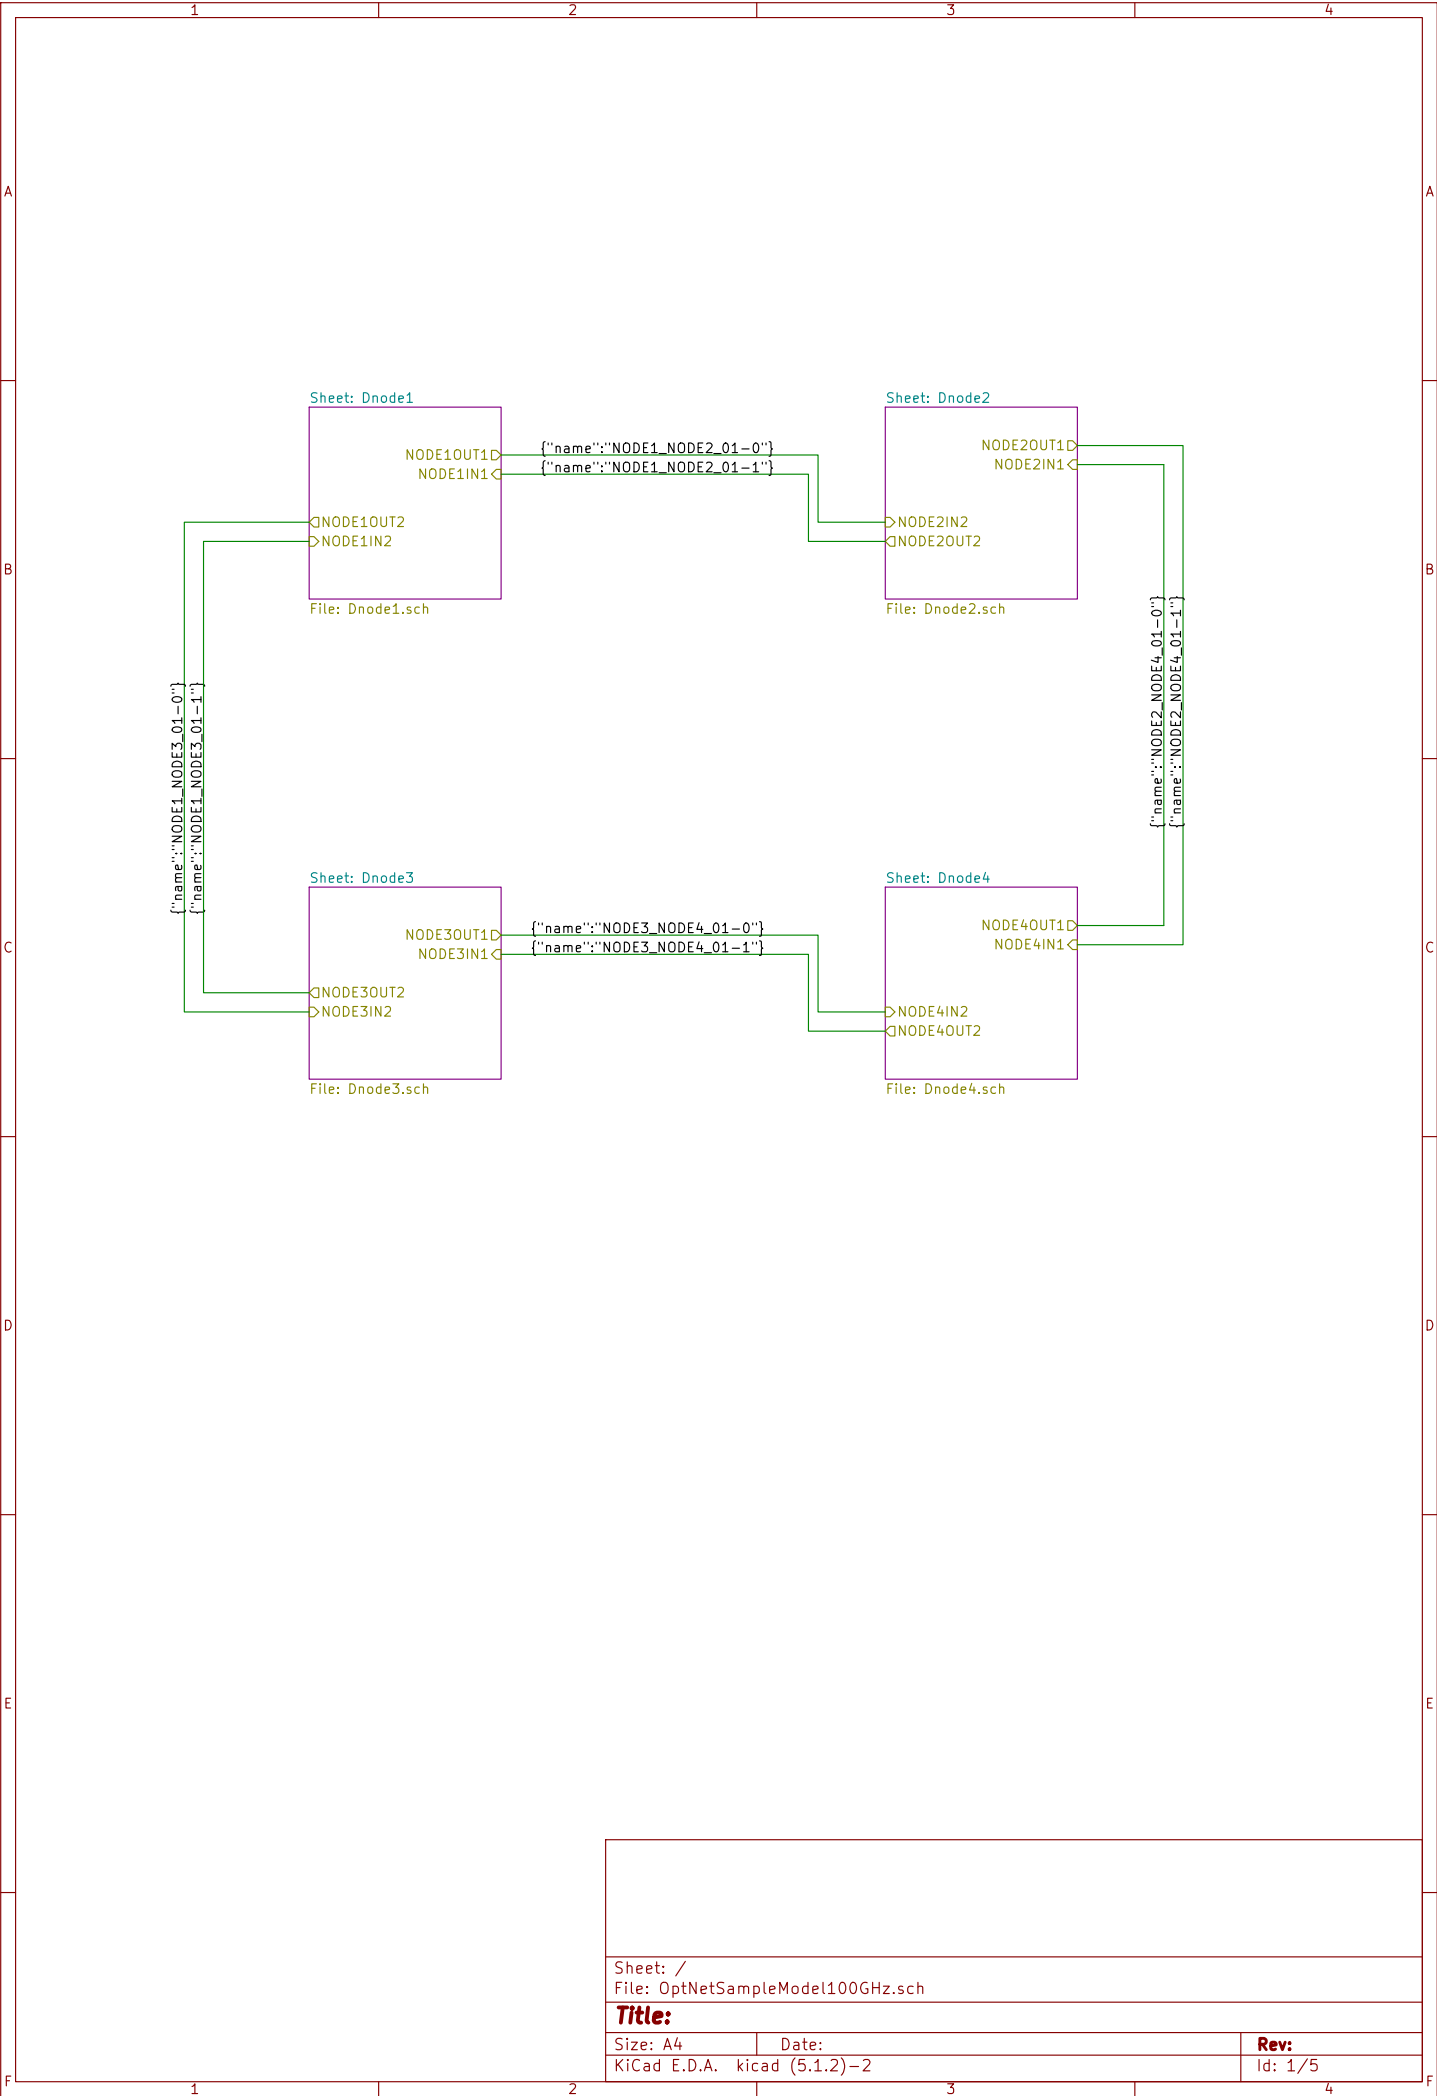 1 2 3 4
A A
Sheet: Dnode1
NODE1OUT1
NODE1IN1
NODE1OUT2
NODE1IN2
File: Dnode1.sch
{"name":"NODE1_NODE2_01-0"}
{"name":"NODE1_NODE2_01-1"}
Sheet: Dnode2
NODE2OUT1
NODE2IN1
NODE2IN2
NODE2OUT2
File: Dnode2.sch
B B
{"name":"NODE1_NODE3_01-0"}
{"name":"NODE1_NODE3_01-1"}
{"name":"NODE2_NODE4_01-0"}
{"name":"NODE2_NODE4_01-1"}
Sheet: Dnode3
NODE3OUT1
NODE3IN1
NODE3OUT2
NODE3IN2
File: Dnode3.sch
{"name":"NODE3_NODE4_01-0"}
{"name":"NODE3_NODE4_01-1"}
Sheet: Dnode4
NODE4OUT1
NODE4IN1
NODE4IN2
NODE4OUT2
File: Dnode4.sch
C C
D D
E E
Sheet: /
File: OptNetSampleModel100GHz.sch
Title:
Size: A4 Date: Rev:
KiCad E.D.A. kicad (5.1.2)-2 Id: 1/5
F F
1 2 3 4